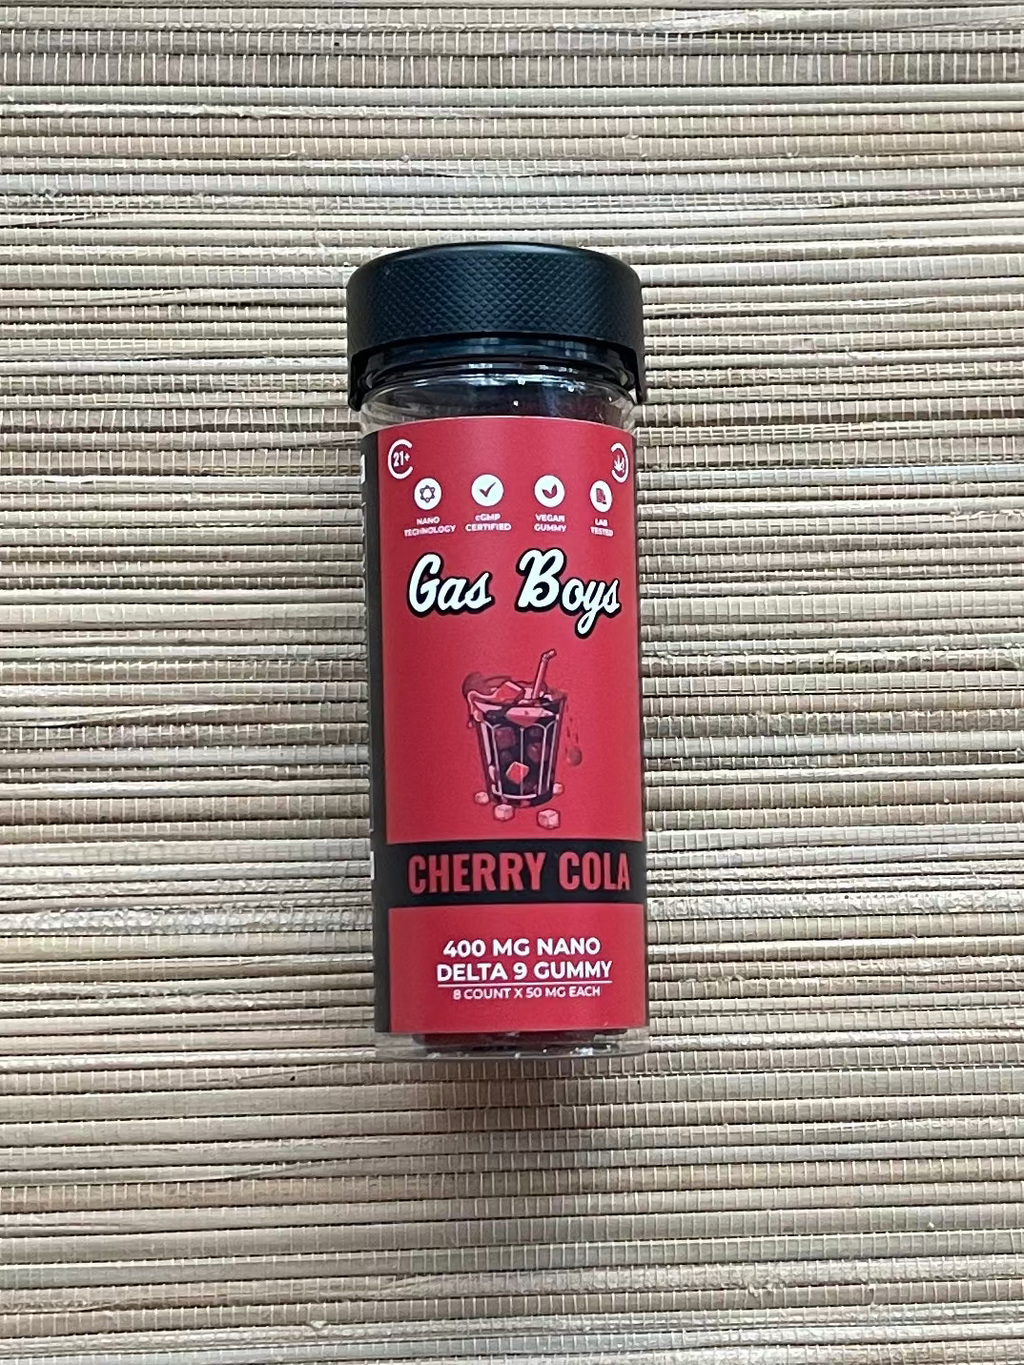 21+
NANO
TECHNOLOGY
cGMP
CERTIFIED
VEGAN
GUMMY
LAB
TESTED
Gas Boys
CHERRY COLA
400 MG NANO
DELTA 9 GUMMY
8 COUNT X 50 MG EACH